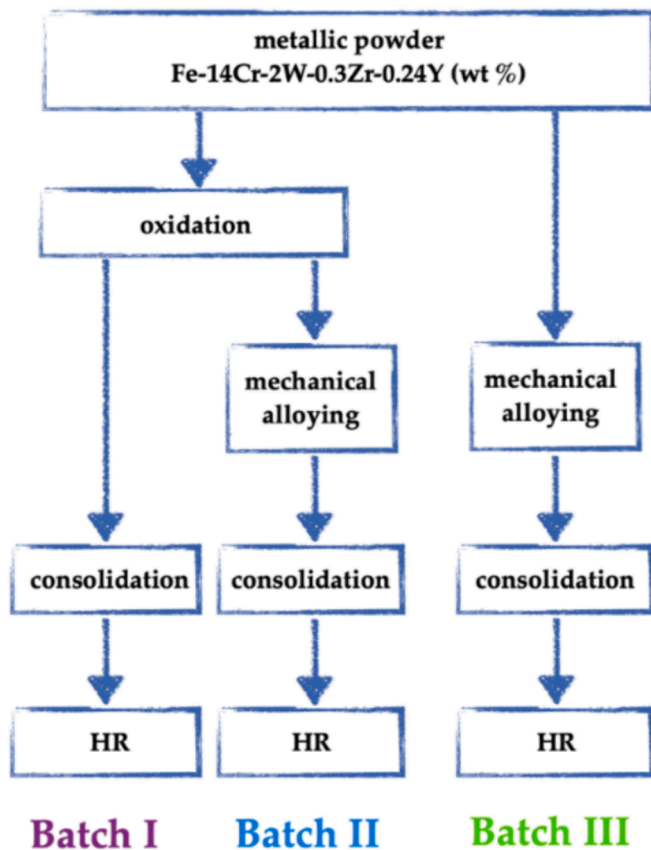 metallic powder
Fe-14Cr-2W-0.3Zr-0.24Y (wt %)
oxidation
mechanical
alloying
mechanical
alloying
consolidation
consolidation
consolidation
HR
HR
HR
Batch I
Batch II
Batch III